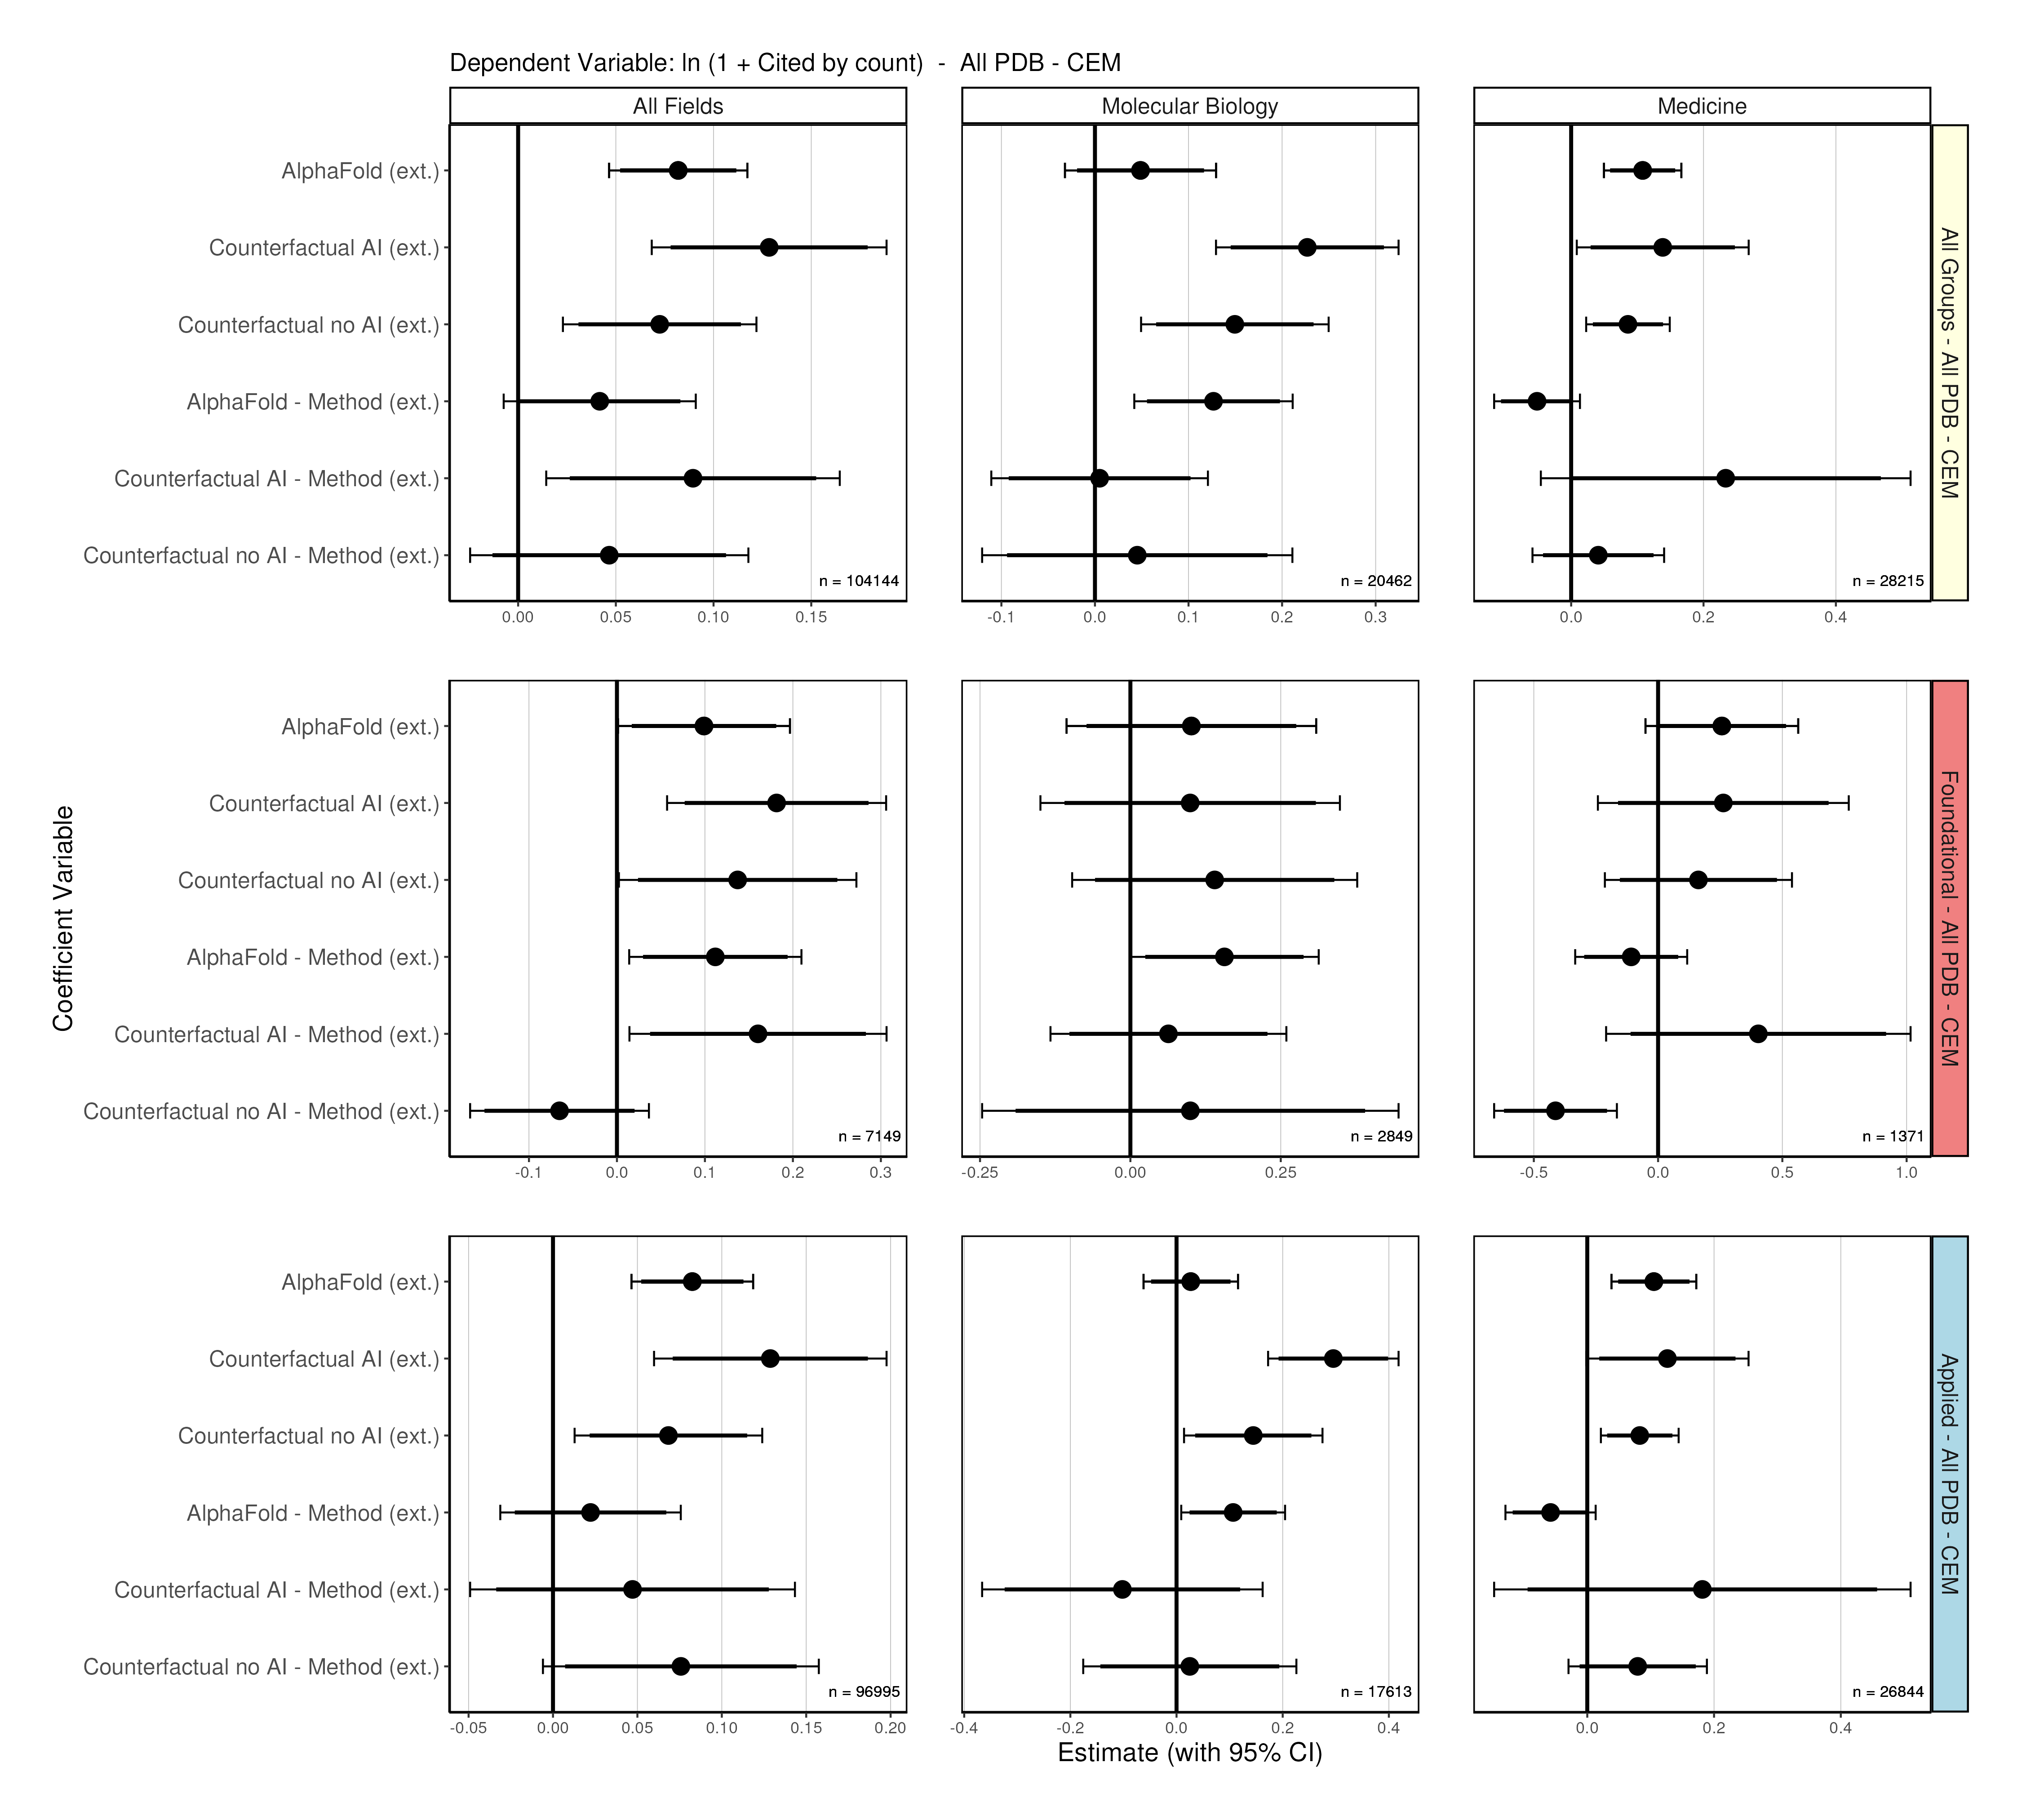 Dependent Variable: ln (1 + Cited by count)  -  All PDB - CEM
All Fields
Molecular Biology
Medicine
AlphaFold (ext.)
Counterfactual AI (ext.)
Counterfactual no AI (ext.)
AlphaFold - Method (ext.)
Counterfactual AI - Method (ext.)
Counterfactual no AI - Method (ext.)
n = 104144
n = 20462
n = 28215
0.00 0.05 0.10 0.15
-0.1 0.0 0.1 0.2 0.3
0.0 0.2 0.4
All Groups - All PDB - CEM
Coefficient Variable
AlphaFold (ext.)
Counterfactual AI (ext.)
Counterfactual no AI (ext.)
AlphaFold - Method (ext.)
Counterfactual AI - Method (ext.)
Counterfactual no AI - Method (ext.)
n = 7149
n = 2849
n = 1371
-0.1 0.0 0.1 0.2 0.3
-0.25 0.00 0.25
-0.5 0.0 0.5 1.0
Foundational - All PDB - CEM
AlphaFold (ext.)
Counterfactual AI (ext.)
Counterfactual no AI (ext.)
AlphaFold - Method (ext.)
Counterfactual AI - Method (ext.)
Counterfactual no AI - Method (ext.)
n = 96995
n = 17613
n = 26844
-0.05 0.00 0.05 0.10 0.15 0.20
-0.4 -0.2 0.0 0.2 0.4
0.0 0.2 0.4
Applied - All PDB - CEM
Estimate (with 95% CI)